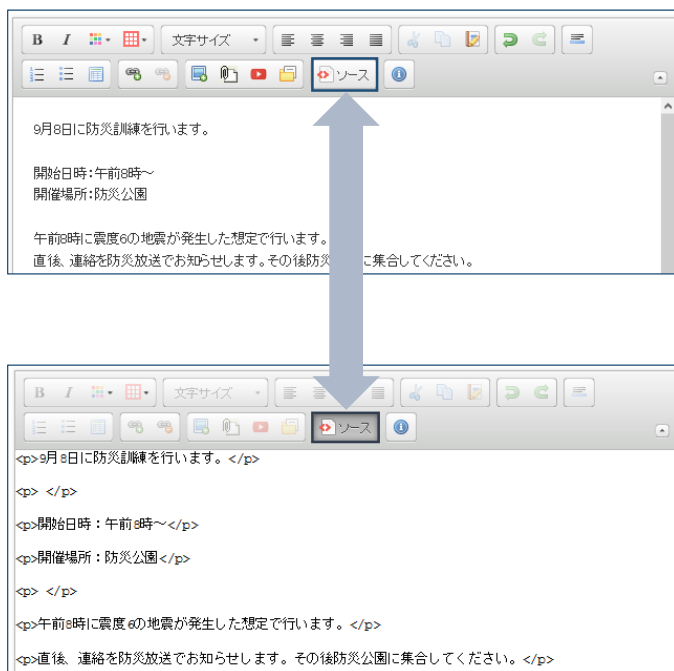 B I 文字サイズ
ソース
9月8日に防災訓練を行います。
開始日時：午前8時～
開催場所：防災公園
午前8時に震度6の地震が発生した想定で行います。
直後、連絡を防災放送でお知らせします。その後防災 に集合してください。
B I 文字サイズ
ソース
<p>9月8日に防災訓練を行います。</p>
<p> </p>
<p>開始日時：午前8時～</p>
<p>開催場所：防災公園</p>
<p> </p>
<p>午前8時に震度6の地震が発生した想定で行います。</p>
<p>直後、連絡を防災放送でお知らせします。その後防災公園に集合してください。</p>